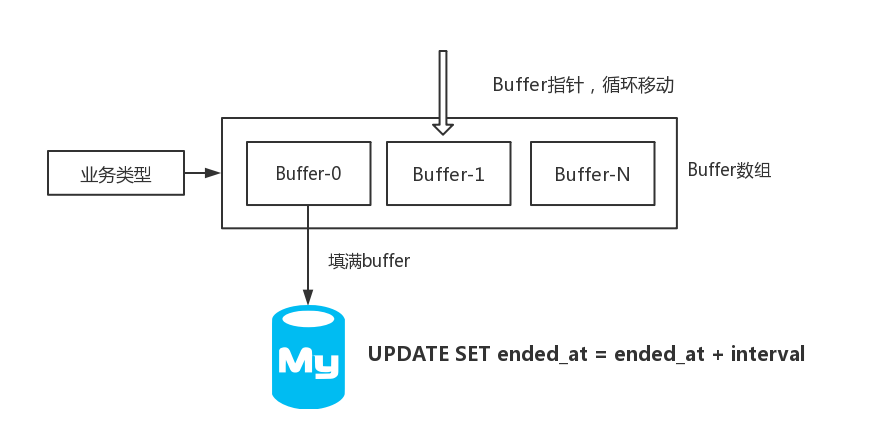 Buffer指针，循环移动
业务类型
Buffer-0
Buffer-1
Buffer-N
Buffer数组
填满buffer
My
UPDATE SET ended_at = ended_at + interval